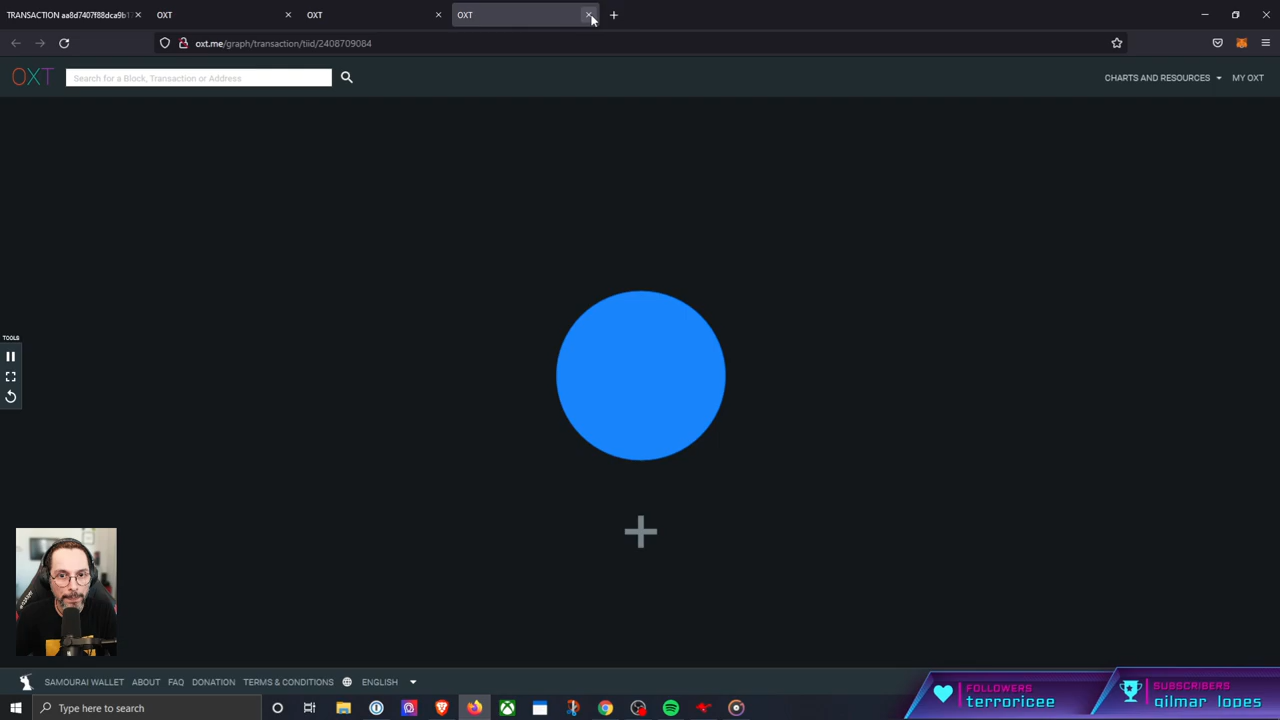 TRANSACTION aa8d7407f88dca9b1
OXT
OXT
OXT
oxt.me/graph/transaction/tiid/2408709084
OXT
Search for a Block, Transaction or Address
CHARTS AND RESOURCES
MY OXT
TOOLS
SAMOURAI WALLET
ABOUT
FAQ
DONATION
TERMS & CONDITIONS
ENGLISH
FOLLOWERS
terroricee
SUBSCRIBERS
gilmar lopes
Type here to search